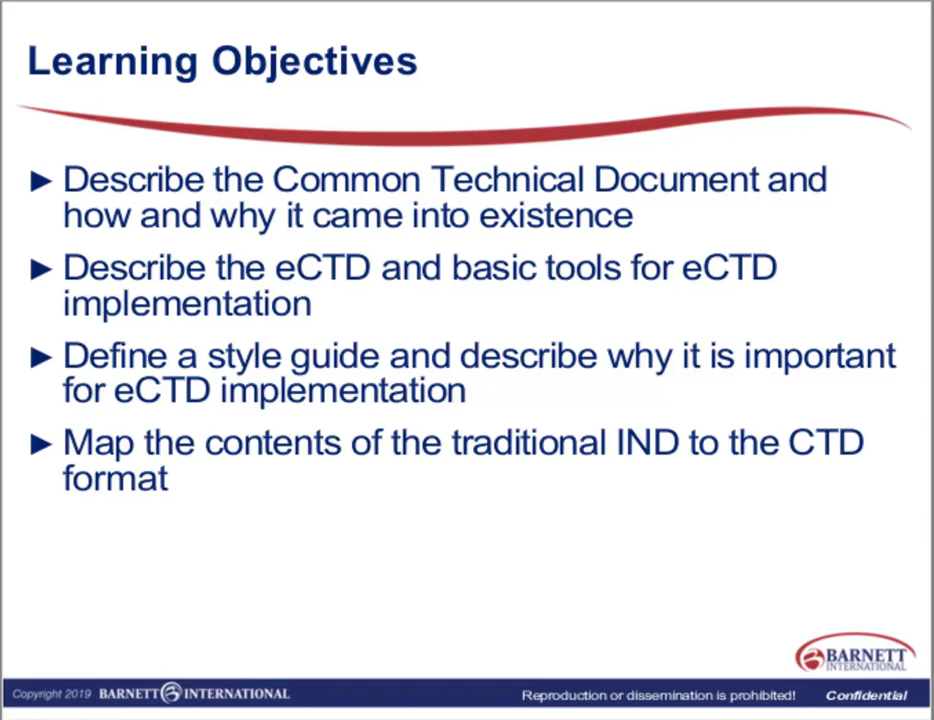 Learning Objectives
► Describe the Common Technical Document and
how and why it came into existence
► Describe the eCTD and basic tools for eCTD
implementation
► Define a style guide and describe why it is important
for eCTD implementation
► Map the contents of the traditional IND to the CTD
format
BARNETT
INTERNATIONAL
Copyright 2019 BARNETT INTERNATIONAL
Reproduction or dissemination is prohibited! Confidential